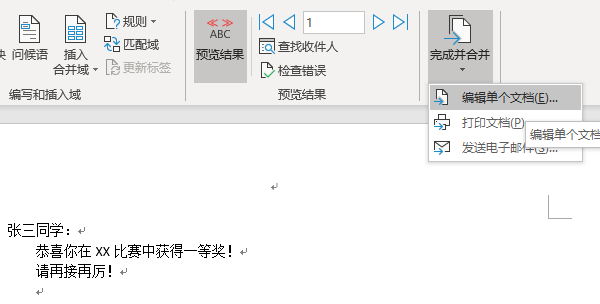 规则
1
问候语
插入
合并域
匹配域
更新标签
ABC
预览结果
查找收件人
检查错误
完成并合并
编写和插入域
预览结果
编辑单个文档(E)...
打印文档(P)
编辑单个文档
发送电子邮件(S)...
张三同学：
恭喜你在 XX 比赛中获得一等奖！
请再接再厉！